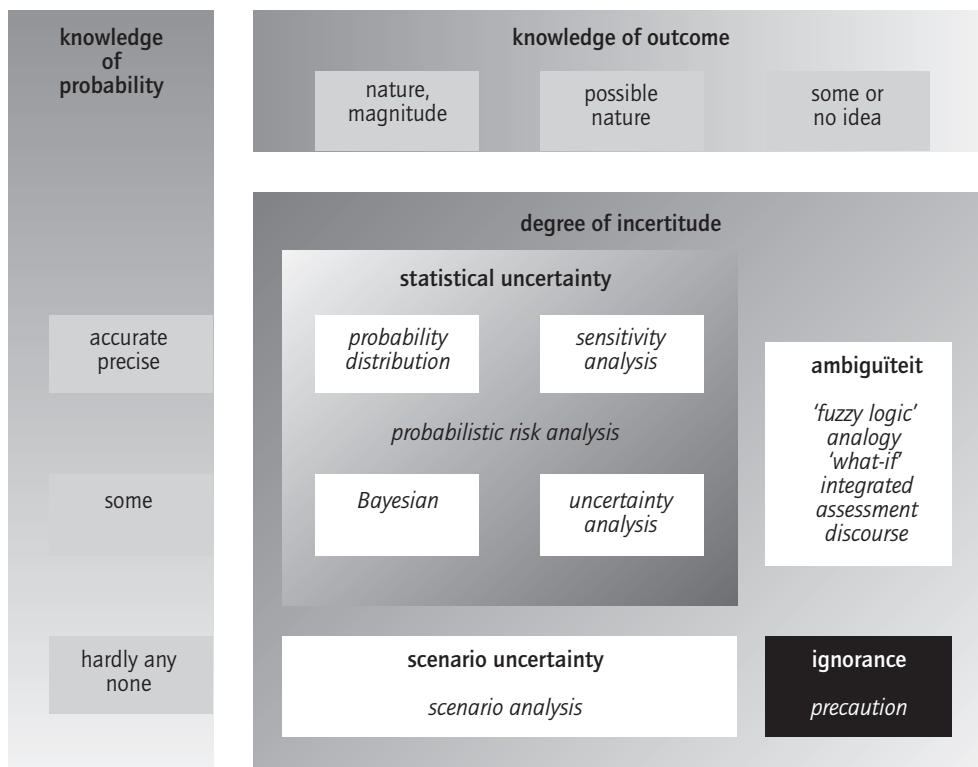 knowledge
of
probability
knowledge of outcome
nature,
magnitude
possible
nature
some or
no idea
degree of incertitude
statistical uncertainty
accurate
precise
probability
distribution
sensitivity
analysis
ambiguïteit
‘fuzzy logic’
analogy
‘what-if’
integrated
assessment
discourse
probabilistic risk analysis
some
Bayesian
uncertainty
analysis
hardly any
none
scenario uncertainty
scenario analysis
ignorance
precaution